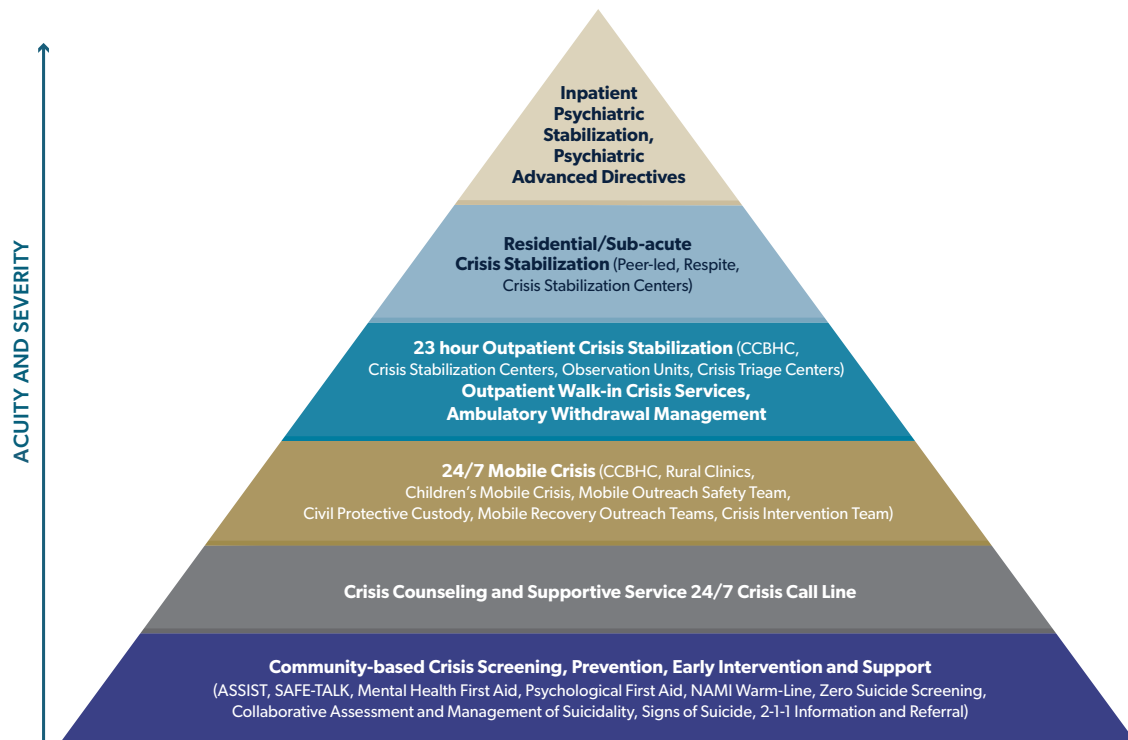 Inpatient
Psychiatric
Stabilization,
Psychiatric
Advanced Directives
Residential/Sub-acute
Crisis Stabilization (Peer-led, Respite,
Crisis Stabilization Centers)
23 hour Outpatient Crisis Stabilization (CCBHC,
Crisis Stabilization Centers, Observation Units, Crisis Triage Centers)
Outpatient Walk-in Crisis Services,
Ambulatory Withdrawal Management
24/7 Mobile Crisis (CCBHC, Rural Clinics,
Children's Mobile Crisis, Mobile Outreach Safety Team,
Civil Protective Custody, Mobile Recovery Outreach Teams, Crisis Intervention Team)
Crisis Counseling and Supportive Service 24/7 Crisis Call Line
Community-based Crisis Screening, Prevention, Early Intervention and Support
(ASSIST, SAFE-TALK, Mental Health First Aid, Psychological First Aid, NAMI Warm-Line, Zero Suicide Screening,
Collaborative Assessment and Management of Suicidality, Signs of Suicide, 2-1-1 Information and Referral)
ACUITY AND SEVERITY